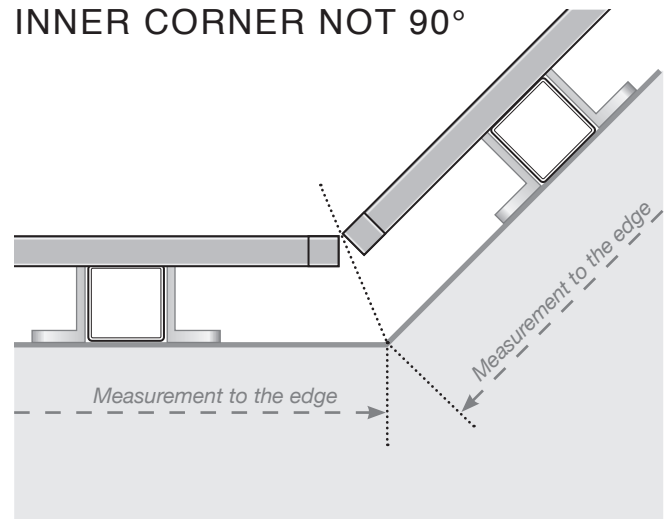 INNER CORNER NOT 90°
Measurement to the edge
Measurement to the edge